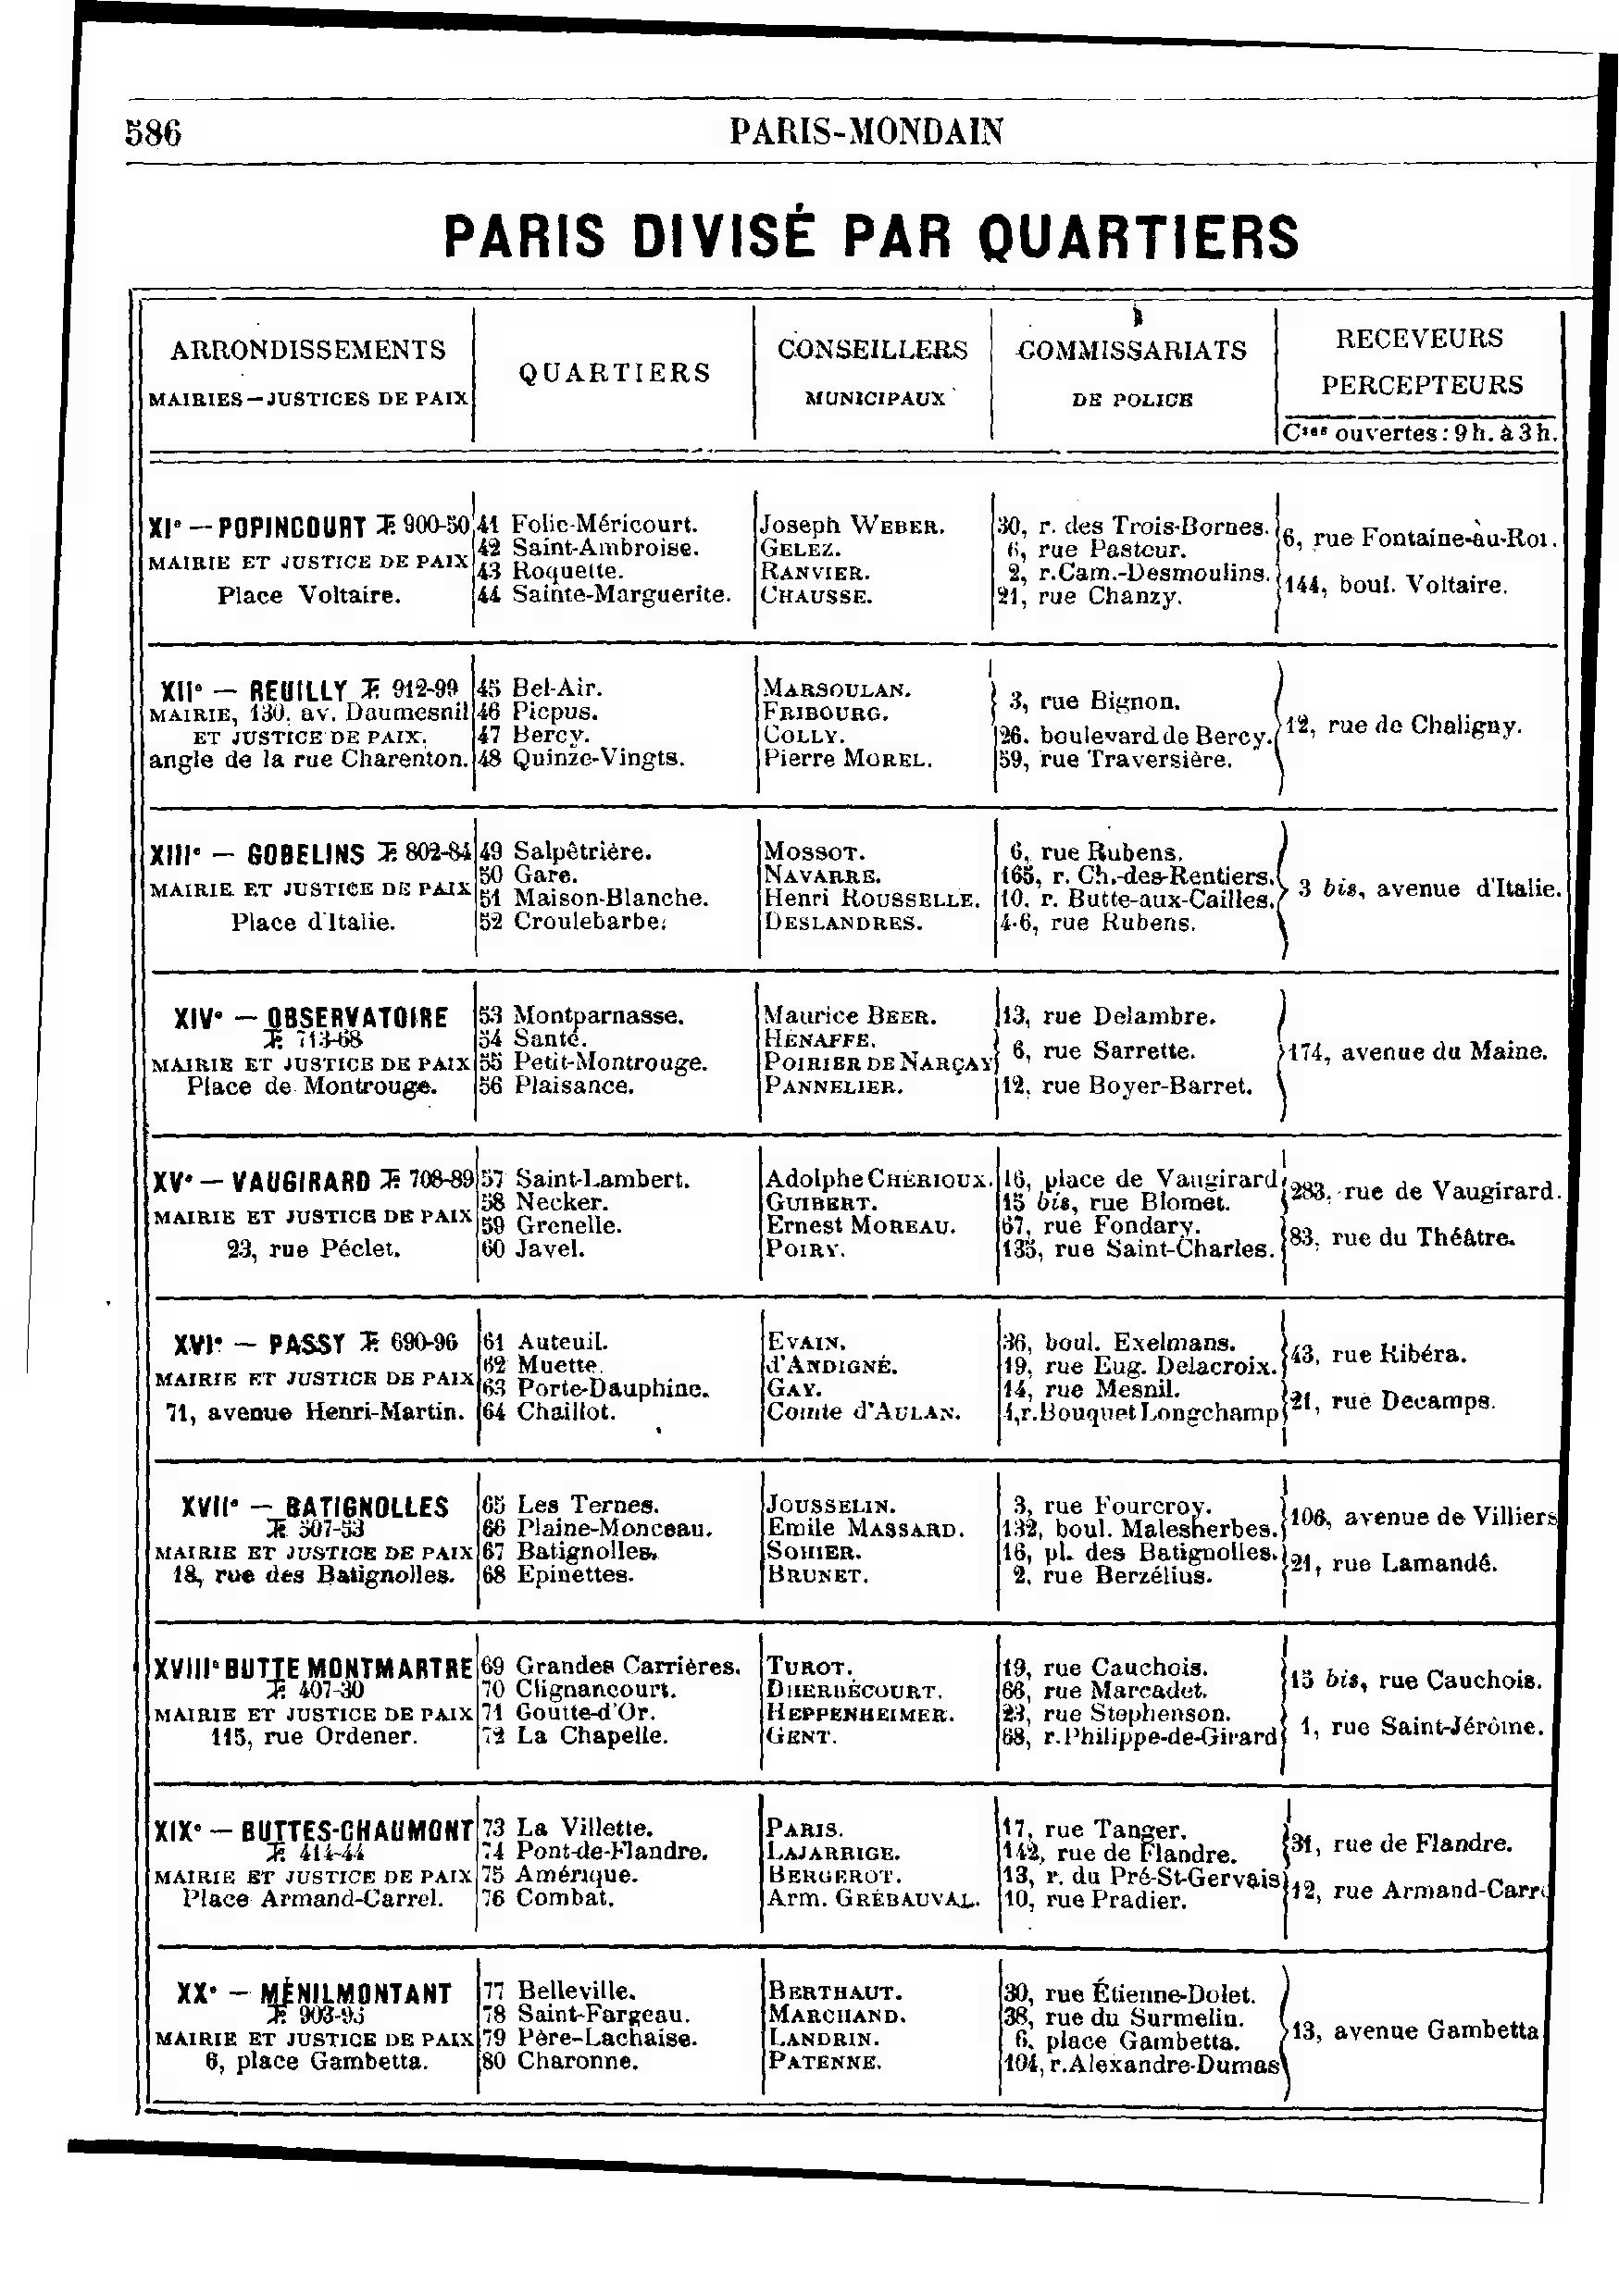 586
PARIS-MONDAIN
PARIS DIVISÉ PAR QUARTIERS
ARRONDISSEMENTS
MAIRIES—JUSTICES DE PAIX
QUARTIERS
CONSEILLERS
MUNICIPAUX
COMMISSARIATS
DE POLICE
RECEVEURS
PERCEPTEURS
Cses ouvertes: 9 h. à 3 h.
XIe — POPINCOURT T. 900-50
MAIRIE ET JUSTICE DE PAIX
Place Voltaire.
41 Folie-Méricourt.
42 Saint-Ambroise.
43 Roquette.
44 Sainte-Marguerite.
Joseph WEBER.
GELEZ.
RANVIER.
CHAUSSE.
30, r. des Trois-Bornes.
6, rue Pasteur.
2, r. Cam.-Desmoulins.
21, rue Chanzy.
6, rue Fontaine-au-Roi.
144, boul. Voltaire.
XIIe — REUILLY T. 912-99
MAIRIE, 130, av. Daumesnil
ET JUSTICE DE PAIX.
angle de la rue Charenton.
45 Bel-Air.
46 Picpus.
47 Bercy.
48 Quinze-Vingts.
MARSOULAN.
FRIBOURG.
COLLY.
Pierre MOREL.
3, rue Bignon.
26. boulevard de Bercy.
59, rue Traversière.
12, rue de Chaligny.
XIIIe — GOBELINS T. 802-84
MAIRIE ET JUSTICE DE PAIX
Place d'Italie.
49 Salpêtrière.
50 Gare.
51 Maison-Blanche.
52 Croulebarbe.
MOSSOT.
NAVARRE.
Henri ROUSSELLE.
DESLANDRES.
6, rue Rubens.
165, r. Ch.-des-Rentiers.
10. r. Butte-aux-Cailles.
4-6, rue Rubens.
3 bis, avenue d'Italie.
XIVe — OBSERVATOIRE
T. 713-68
MAIRIE ET JUSTICE DE PAIX
Place de Montrouge.
53 Montparnasse.
54 Santé.
55 Petit-Montrouge.
56 Plaisance.
Maurice BEER.
HÉNAFFE.
POIRIER DE NARÇAY
PANNELIER.
13, rue Delambre.
6, rue Sarrette.
12, rue Boyer-Barret.
174, avenue du Maine.
XVe — VAUGIRARD T. 708-89
MAIRIE ET JUSTICE DE PAIX
23, rue Péclet.
57 Saint-Lambert.
58 Necker.
59 Grenelle.
60 Javel.
Adolphe CHÉRIOUX.
GUIBERT.
Ernest MOREAU.
POIRY.
16, place de Vaugirard
15 bis, rue Blomet.
67, rue Fondary.
135, rue Saint-Charles.
283, rue de Vaugirard.
83, rue du Théâtre.
XVIe — PASSY T. 690-96
MAIRIE ET JUSTICE DE PAIX
71, avenue Henri-Martin.
61 Auteuil.
62 Muette.
63 Porte-Dauphine.
64 Chaillot.
EVAIN.
d'ANDIGNÉ.
GAY.
Comte d'AULAN.
36, boul. Exelmans.
19, rue Eug. Delacroix.
14, rue Mesnil.
4, r. Bouquet Longchamp
43, rue Ribéra.
21, rue Decamps.
XVIIe — BATIGNOLLES
T. 507-53
MAIRIE ET JUSTICE DE PAIX
18, rue des Batignolles.
65 Les Ternes.
66 Plaine-Monceau.
67 Batignolles.
68 Epinettes.
JOUSSELIN.
Emile MASSARD.
SOHIER.
BRUNET.
3, rue Fourcroy.
132, boul. Malesherbes.
16, pl. des Batignolles.
2. rue Berzélius.
106, avenue de Villiers
21, rue Lamandé.
XVIIIe BUTTE MONTMARTRE
T. 407-30
MAIRIE ET JUSTICE DE PAIX
115, rue Ordener.
69 Grandes Carrières.
70 Clignancourt.
71 Goutte-d'Or.
72 La Chapelle.
TUROT.
DHERBÉCOURT.
HEPPENHEIMER.
GENT.
19, rue Cauchois.
66, rue Marcadet.
23, rue Stephenson.
68, r. Philippe-de-Girard
15 bis, rue Cauchois.
1, rue Saint-Jérôme.
XIXe — BUTTES-CHAUMONT
T. 414-44
MAIRIE ET JUSTICE DE PAIX
Place Armand-Carrel.
73 La Villette.
74 Pont-de-Flandre.
75 Amérique.
76 Combat.
PARIS.
LAJARRIGE.
BERGEROT.
Arm. GRÉBAUVAL.
17, rue Tanger.
142, rue de Flandre.
13, r. du Pré-St-Gervais
10, rue Pradier.
31, rue de Flandre.
12, rue Armand-Carre
XXe — MÉNILMONTANT
T. 903-95
MAIRIE ET JUSTICE DE PAIX
6, place Gambetta.
77 Belleville.
78 Saint-Fargeau.
79 Père-Lachaise.
80 Charonne.
BERTHAUT.
MARCHAND.
LANDRIN.
PATENNE.
30, rue Étienne-Dolet.
38, rue du Surmelin.
6. place Gambetta.
104, r. Alexandre-Dumas
13, avenue Gambetta